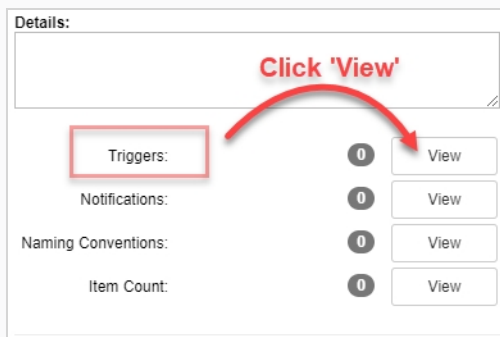 Details:
Click 'View'
Triggers: 0 View
Notifications: 0 View
Naming Conventions: 0 View
Item Count: 0 View